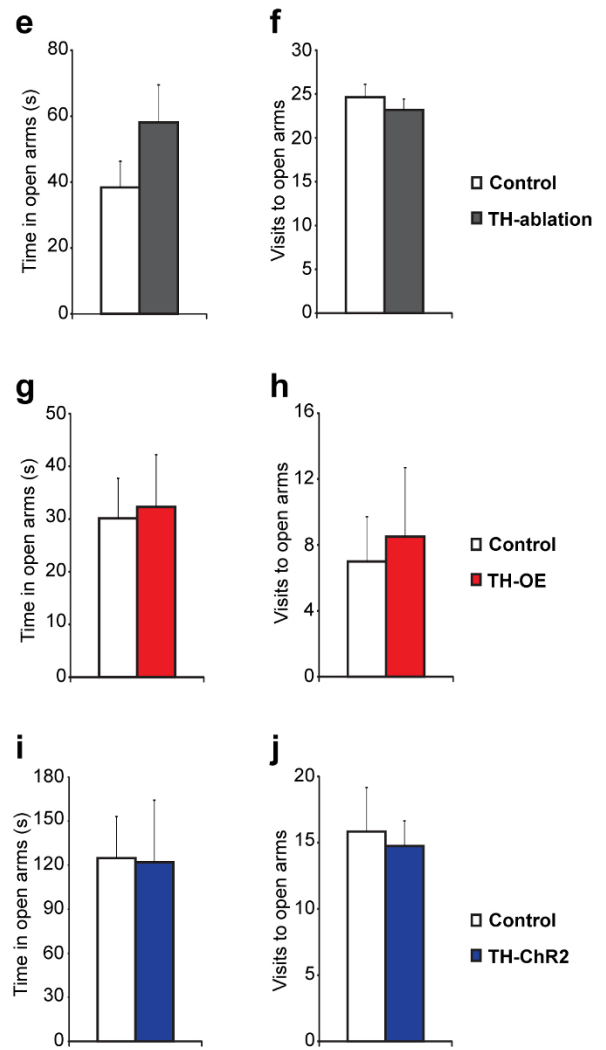 e
Time in open arms (s)
80
60
40
20
0
f
Visits to open arms
30
25
20
15
10
5
0
Control
TH-ablation
g
Time in open arms (s)
50
40
30
20
10
0
h
Visits to open arms
16
12
8
4
0
Control
TH-OE
i
Time in open arms (s)
180
150
120
90
60
30
0
j
Visits to open arms
20
15
10
5
0
Control
TH-ChR2